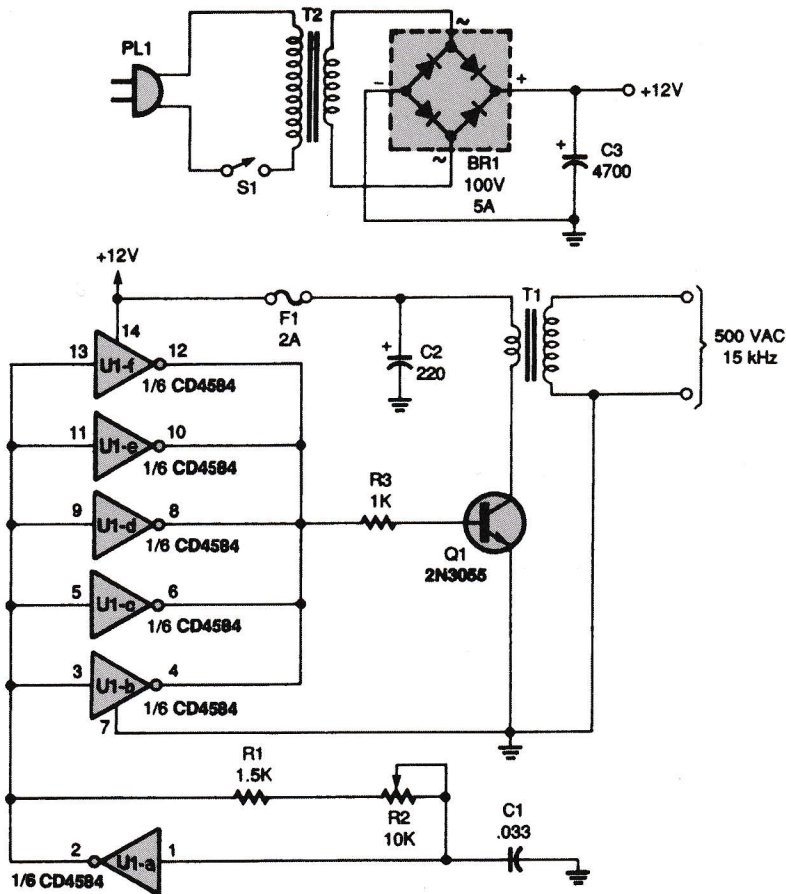 T2
PL1
S1
~
−
+
~
BR1
100V
5A
+12V
+
C3
4700
+12V
F1
2A
+
C2
220
T1
500 VAC
15 kHz
14
13
U1-f
12
1/6 CD4584
11
U1-e
10
1/6 CD4584
9
U1-d
8
1/6 CD4584
R3
1K
Q1
2N3055
5
U1-c
6
1/6 CD4584
3
U1-b
4
1/6 CD4584
7
R1
1.5K
R2
10K
C1
.033
2
U1-a
1
1/6 CD4584